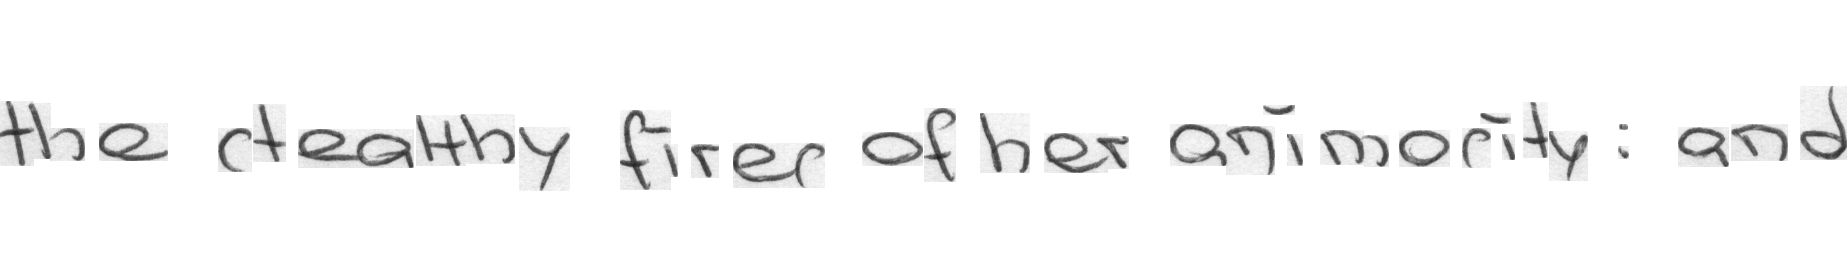 the stealthy fires of her animosity : and